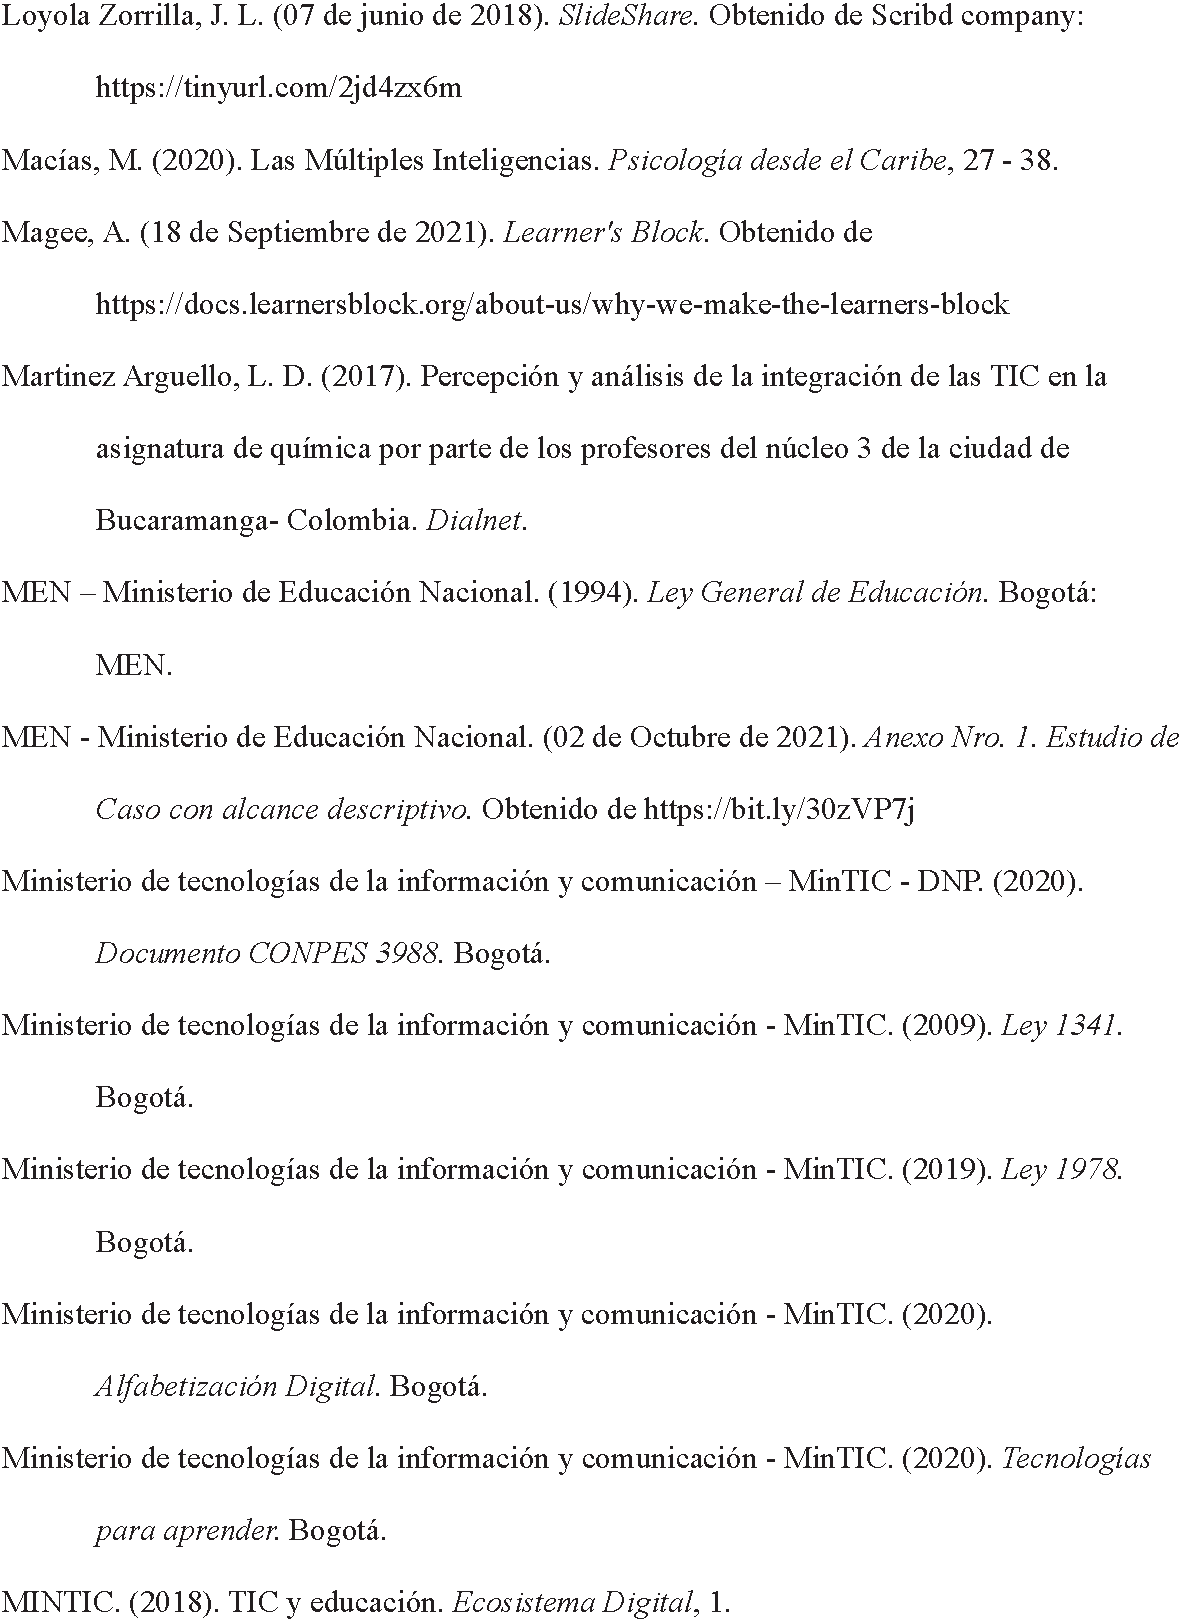 Loyola Zorrilla, J. L. (07 de junio de 2018). SlideShare. Obtenido de Scribd company:
https://tinyurl.com/2jd4zx6m
Macías, M. (2020). Las Múltiples Inteligencias. Psicología desde el Caribe, 27 - 38.
Magee, A. (18 de Septiembre de 2021). Learner's Block. Obtenido de
https://docs.learnersblock.org/about-us/why-we-make-the-learners-block
Martinez Arguello, L. D. (2017). Percepción y análisis de la integración de las TIC en la
asignatura de química por parte de los profesores del núcleo 3 de la ciudad de
Bucaramanga- Colombia. Dialnet.
MEN – Ministerio de Educación Nacional. (1994). Ley General de Educación. Bogotá:
MEN.
MEN - Ministerio de Educación Nacional. (02 de Octubre de 2021). Anexo Nro. 1. Estudio de
Caso con alcance descriptivo. Obtenido de https://bit.ly/30zVP7j
Ministerio de tecnologías de la información y comunicación – MinTIC - DNP. (2020).
Documento CONPES 3988. Bogotá.
Ministerio de tecnologías de la información y comunicación - MinTIC. (2009). Ley 1341.
Bogotá.
Ministerio de tecnologías de la información y comunicación - MinTIC. (2019). Ley 1978.
Bogotá.
Ministerio de tecnologías de la información y comunicación - MinTIC. (2020).
Alfabetización Digital. Bogotá.
Ministerio de tecnologías de la información y comunicación - MinTIC. (2020). Tecnologías
para aprender. Bogotá.
MINTIC. (2018). TIC y educación. Ecosistema Digital, 1.